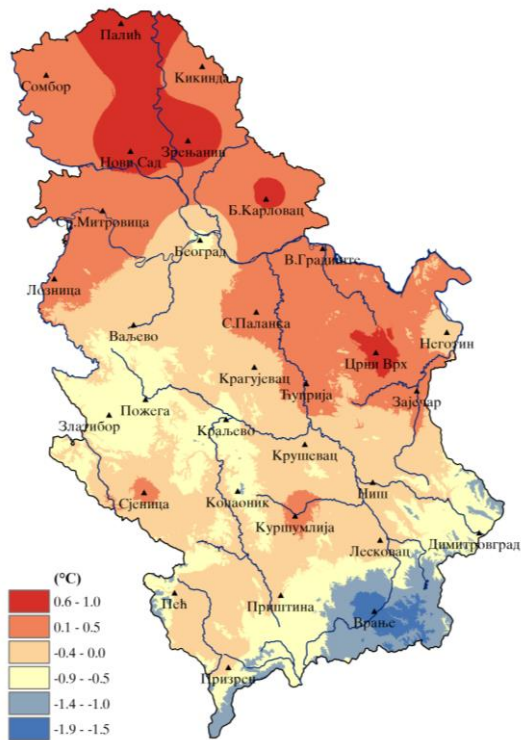 Палић
Кикинда
Сомбор
Зрењанин
Нови Сад
Б.Карловац
Ср.Митровица
Београд
В.Градиште
Лозница
С.Паланка
Ваљево
Неготин
Црни Врх
Крагујевац
Ћуприја
Зајечар
Пожега
Златибор
Краљево
Крушевац
Ниш
Сјеница
Копаоник
Куршумлија
Димитровград
Лесковац
(°C)
0.6 - 1.0
Пећ
Приштина
0.1 - 0.5
Врање
-0.4 - 0.0
-0.9 - -0.5
Призрен
-1.4 - -1.0
-1.9 - -1.5